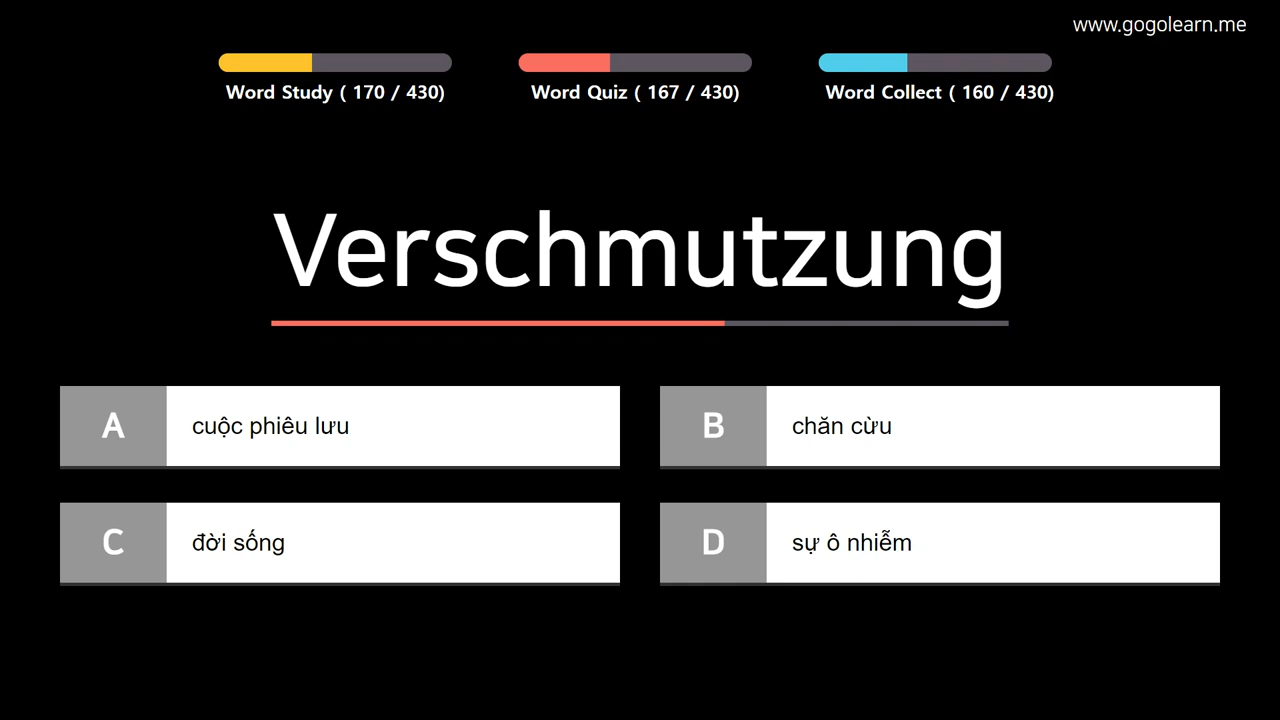 www.gogolearn.me
Word Study ( 170 / 430)
Word Quiz ( 167 / 430)
Word Collect ( 160 / 430)
Verschmutzung
A cuộc phiêu lưu
B chăn cừu
C đời sống
D sự ô nhiễm